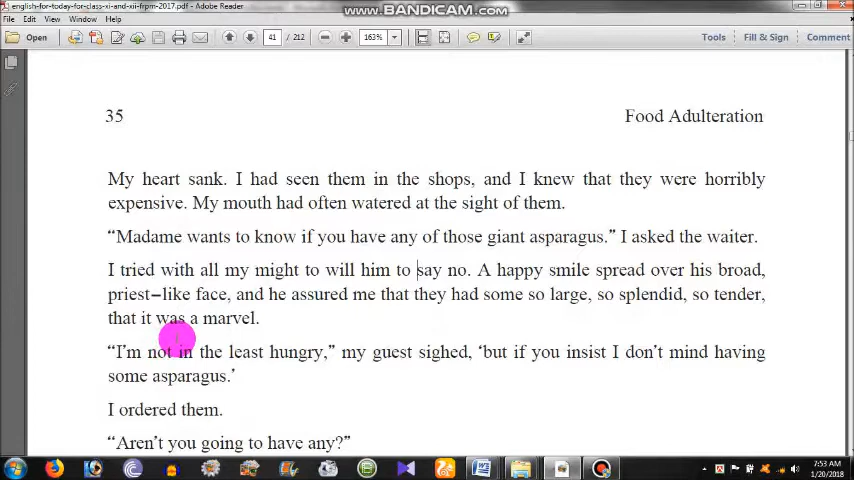 english-for-today-for-class-xi-and-xii-frpm-2017.pdf - Adobe Reader
www.BANDICAM.com
File Edit View Window Help
Open 41 / 212 163% Tools Fill & Sign Comment
35 Food Adulteration
My heart sank. I had seen them in the shops, and I knew that they were horribly
expensive. My mouth had often watered at the sight of them.
“Madame wants to know if you have any of those giant asparagus.” I asked the waiter.
I tried with all my might to will him to say no. A happy smile spread over his broad,
priest–like face, and he assured me that they had some so large, so splendid, so tender,
that it was a marvel.
“I’m not in the least hungry,” my guest sighed, ‘but if you insist I don’t mind having
some asparagus.’
I ordered them.
“Aren’t you going to have any?”
7:53 AM
1/20/2018